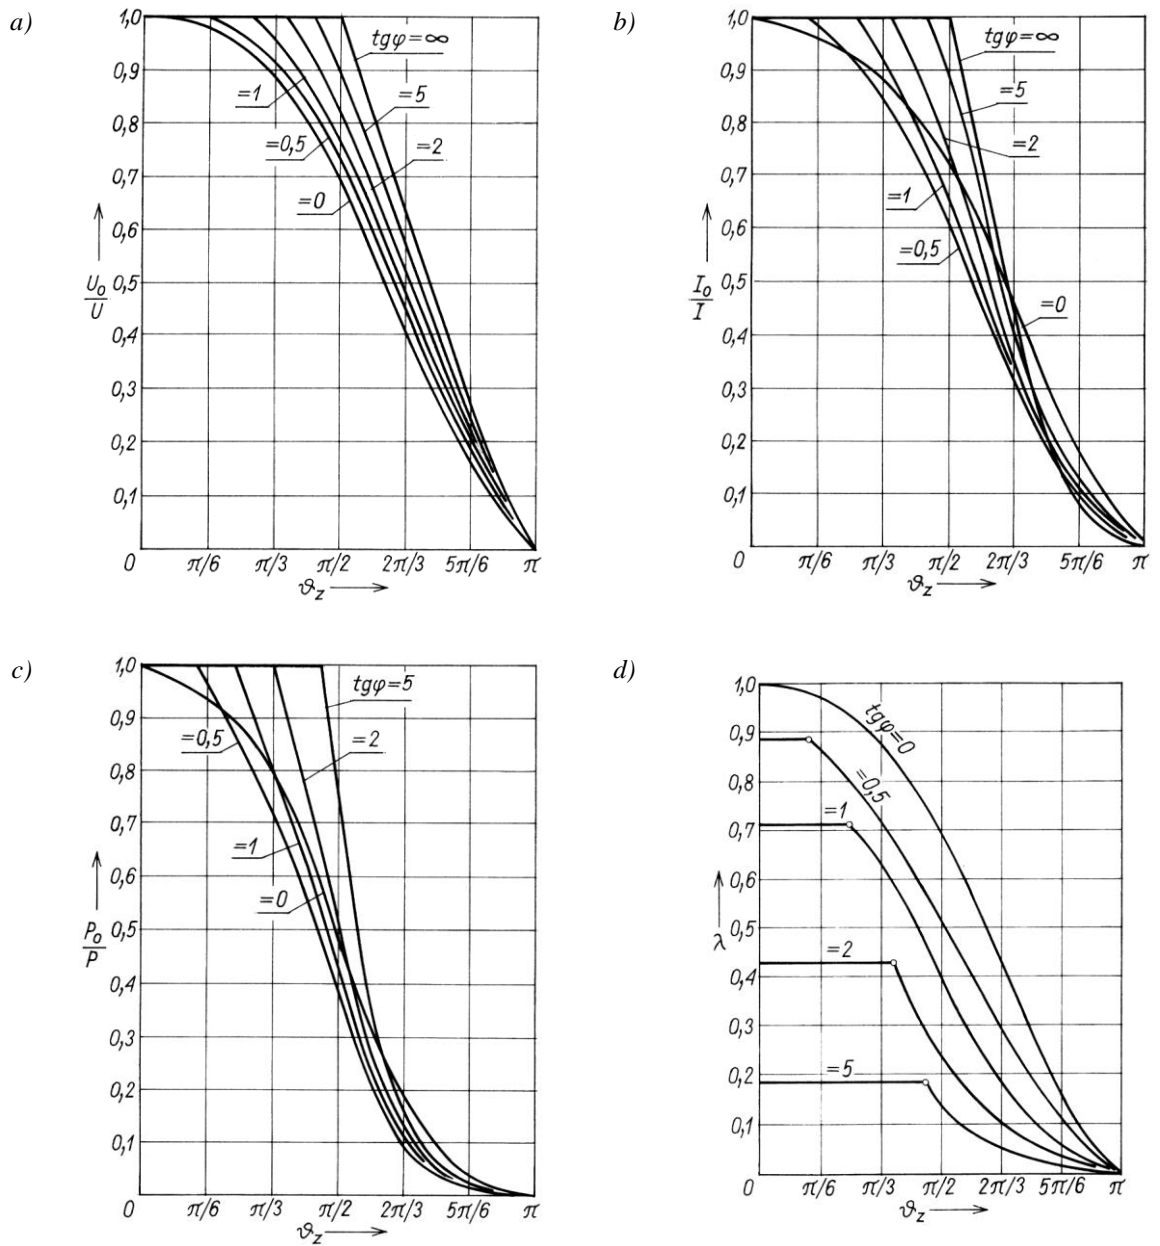 a)
1,0
0,9
0,8
0,7
0,6
0,5
0,4
0,3
0,2
0,1
0
π/6
π/3
π/2
2π/3
5π/6
π
U₀/U
ϑz
tgφ=∞
=5
=2
=1
=0,5
=0
b)
1,0
0,9
0,8
0,7
0,6
0,5
0,4
0,3
0,2
0,1
0
π/6
π/3
π/2
2π/3
5π/6
π
I₀/I
ϑz
tgφ=∞
=5
=2
=1
=0,5
=0
c)
1,0
0,9
0,8
0,7
0,6
0,5
0,4
0,3
0,2
0,1
0
π/6
π/3
π/2
2π/3
5π/6
π
P₀/P
ϑz
tgφ=5
=2
=0,5
=1
=0
d)
1,0
0,9
0,8
0,7
0,6
0,5
0,4
0,3
0,2
0,1
0
π/6
π/3
π/2
2π/3
5π/6
π
λ
ϑz
tgφ=0
=0,5
=1
=2
=5